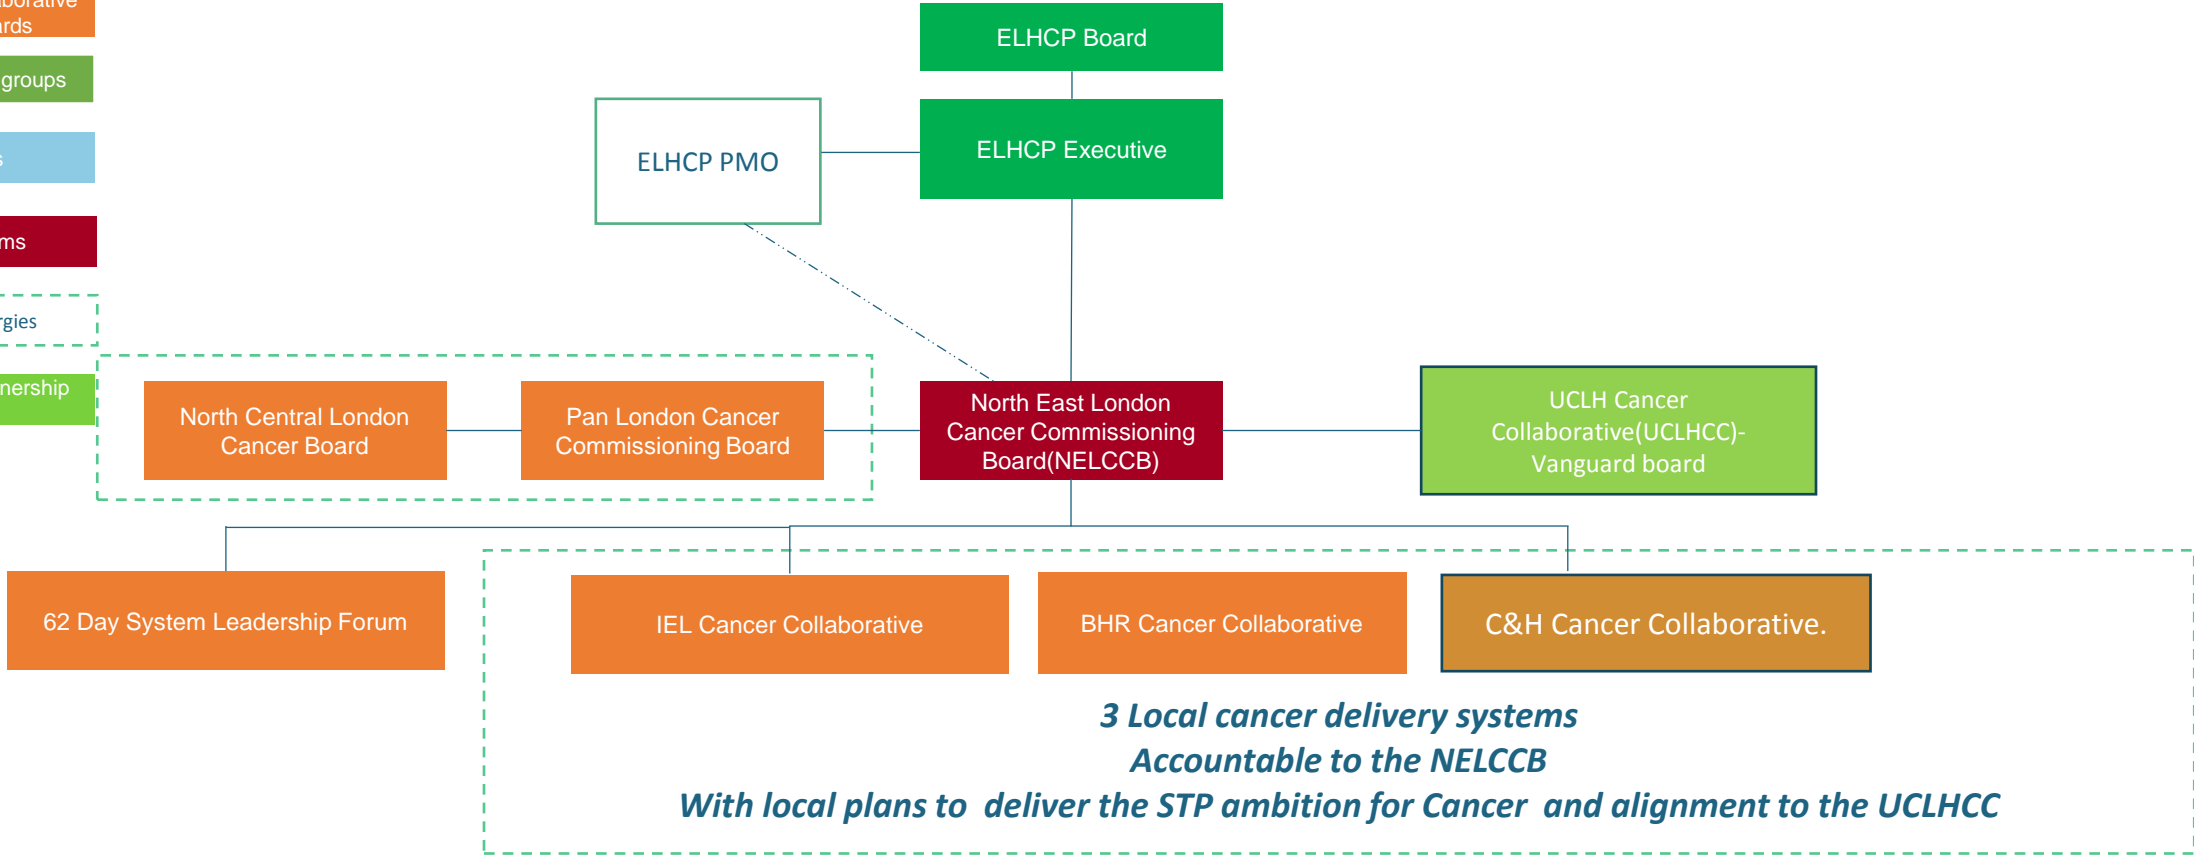 ELHCP Board
groups
ELHCP Executive
ELHCP PMO
North Central London
Cancer Board
Pan London Cancer
Commissioning Board
North East London
Cancer Commissioning
Board(NELCCB)
UCLH Cancer
Collaborative(UCLHCC)-
Vanguard board
62 Day System Leadership Forum
IEL Cancer Collaborative
BHR Cancer Collaborative
C&H Cancer Collaborative.
3 Local cancer delivery systems
Accountable to the NELCCB
With local plans to deliver the STP ambition for Cancer and alignment to the UCLHCC